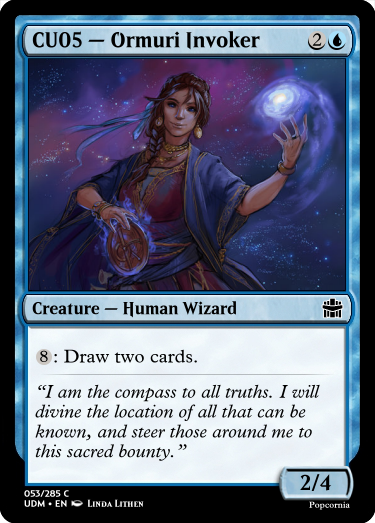 CU05 — Ormuri Invoker 2
Creature — Human Wizard
8: Draw two cards.
“I am the compass to all truths. I will
divine the location of all that can be
known, and steer those around me to
this sacred bounty.”
2/4
053/285 C
UDM • EN Linda Lithen
Popcornia